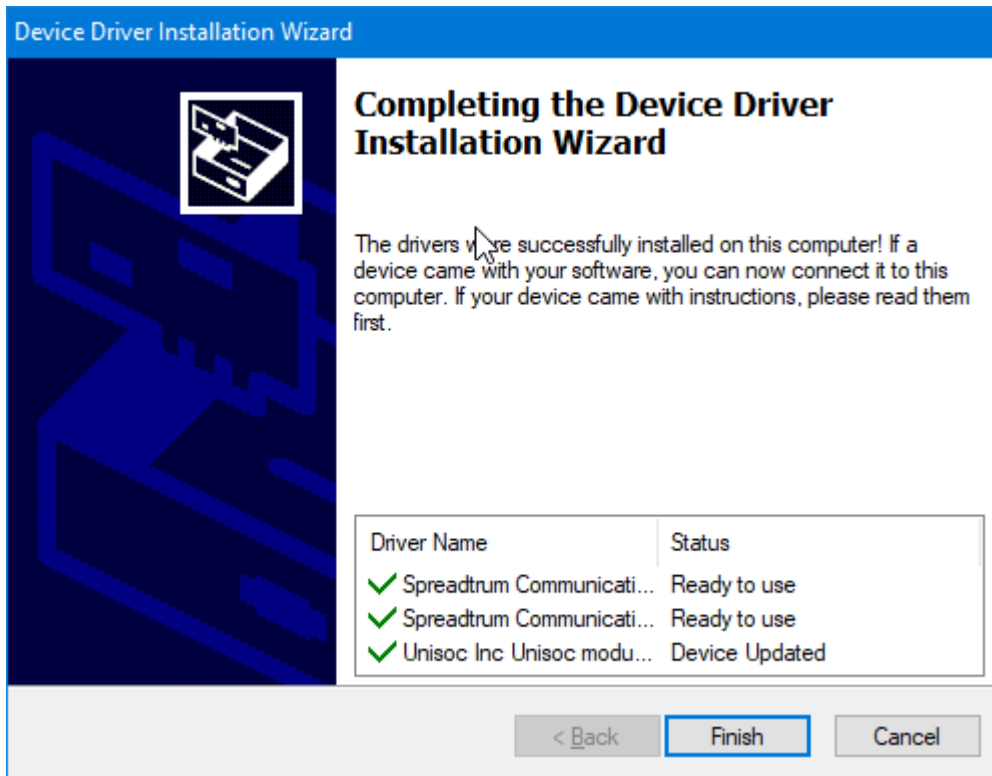 Device Driver Installation Wizard
Completing the Device Driver
Installation Wizard
The drivers were successfully installed on this computer! If a
device came with your software, you can now connect it to this
computer. If your device came with instructions, please read them
first.
Driver Name Status
Spreadtrum Communicati... Ready to use
Spreadtrum Communicati... Ready to use
Unisoc Inc Unisoc modu... Device Updated
< Back Finish Cancel